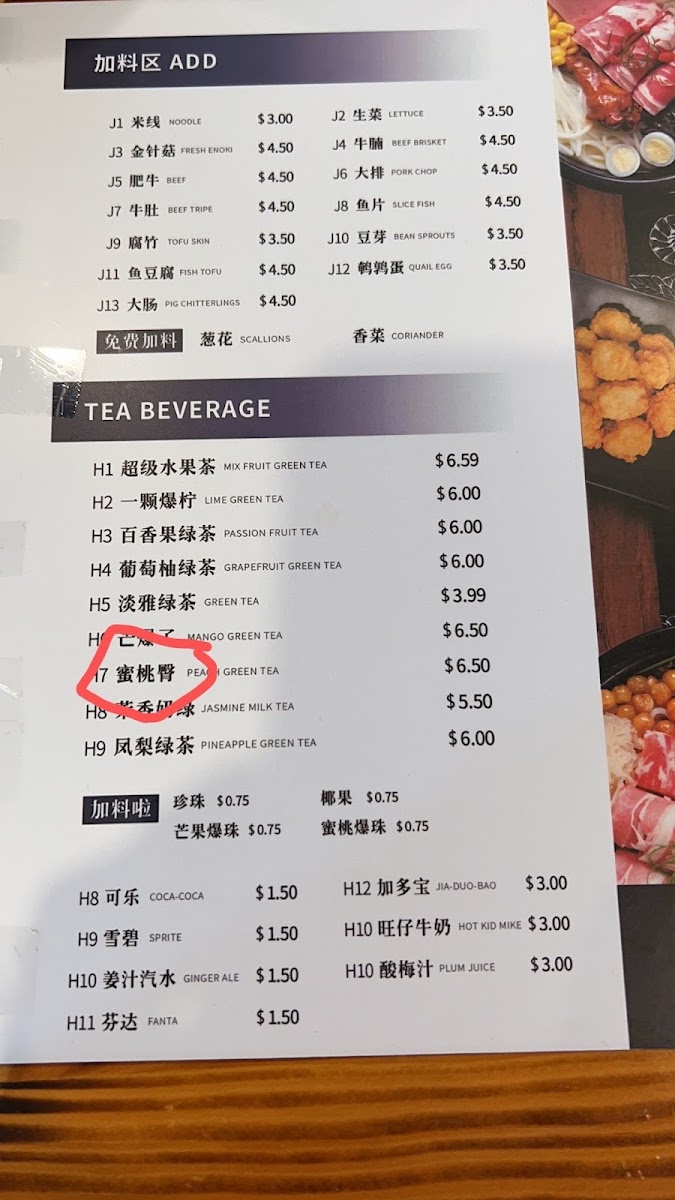 加料区 ADD
J1 米线 NOODLE $3.00 J2 生菜 LETTUCE $3.50
J3 金针菇 FRESH ENOKI $4.50 J4 牛腩 BEEF BRISKET $4.50
J5 肥牛 BEEF $4.50 J6 大排 PORK CHOP $4.50
J7 牛肚 BEEF TRIPE $4.50 J8 鱼片 SLICE FISH $4.50
J9 腐竹 TOFU SKIN $3.50 J10 豆芽 BEAN SPROUTS $3.50
J11 鱼豆腐 FISH TOFU $4.50 J12 鹌鹑蛋 QUAIL EGG $3.50
J13 大肠 PIG CHITTERLINGS $4.50
免费加料 葱花 SCALLIONS 香菜 CORIANDER
TEA BEVERAGE
H1 超级水果茶 MIX FRUIT GREEN TEA $6.59
H2 一颗爆柠 LIME GREEN TEA $6.00
H3 百香果绿茶 PASSION FRUIT TEA $6.00
H4 葡萄柚绿茶 GRAPEFRUIT GREEN TEA $6.00
H5 淡雅绿茶 GREEN TEA $3.99
H6 芒爆了 MANGO GREEN TEA $6.50
H7 蜜桃臀 PEACH GREEN TEA $6.50
H8 茉香奶绿 JASMINE MILK TEA $5.50
H9 凤梨绿茶 PINEAPPLE GREEN TEA $6.00
加料啦 珍珠 $0.75 椰果 $0.75
芒果爆珠 $0.75 蜜桃爆珠 $0.75
H8 可乐 COCA-COCA $1.50 H12 加多宝 JIA-DUO-BAO $3.00
H9 雪碧 SPRITE $1.50 H10 旺仔牛奶 HOT KID MIKE $3.00
H10 姜汁汽水 GINGER ALE $1.50 H10 酸梅汁 PLUM JUICE $3.00
H11 芬达 FANTA $1.50